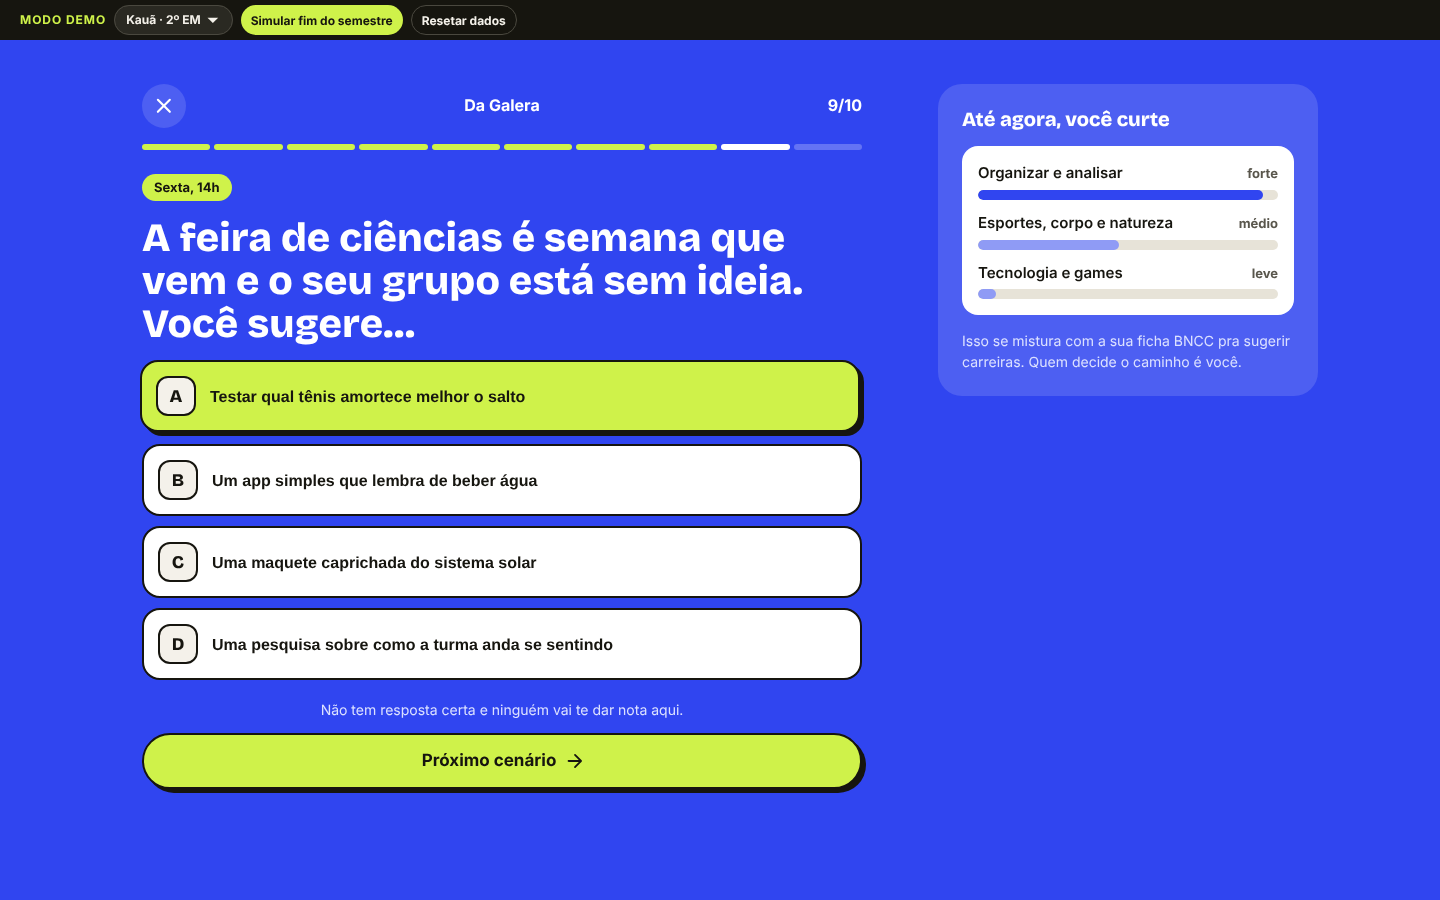 MODO DEMO
Kauã · 2º EM
Simular fim do semestre
Resetar dados
Da Galera
9/10
Sexta, 14h
A feira de ciências é semana que
vem e o seu grupo está sem ideia.
Você sugere...
A
Testar qual tênis amortece melhor o salto
B
Um app simples que lembra de beber água
C
Uma maquete caprichada do sistema solar
D
Uma pesquisa sobre como a turma anda se sentindo
Não tem resposta certa e ninguém vai te dar nota aqui.
Próximo cenário
Até agora, você curte
Organizar e analisar
forte
Esportes, corpo e natureza
médio
Tecnologia e games
leve
Isso se mistura com a sua ficha BNCC pra sugerir
carreiras. Quem decide o caminho é você.